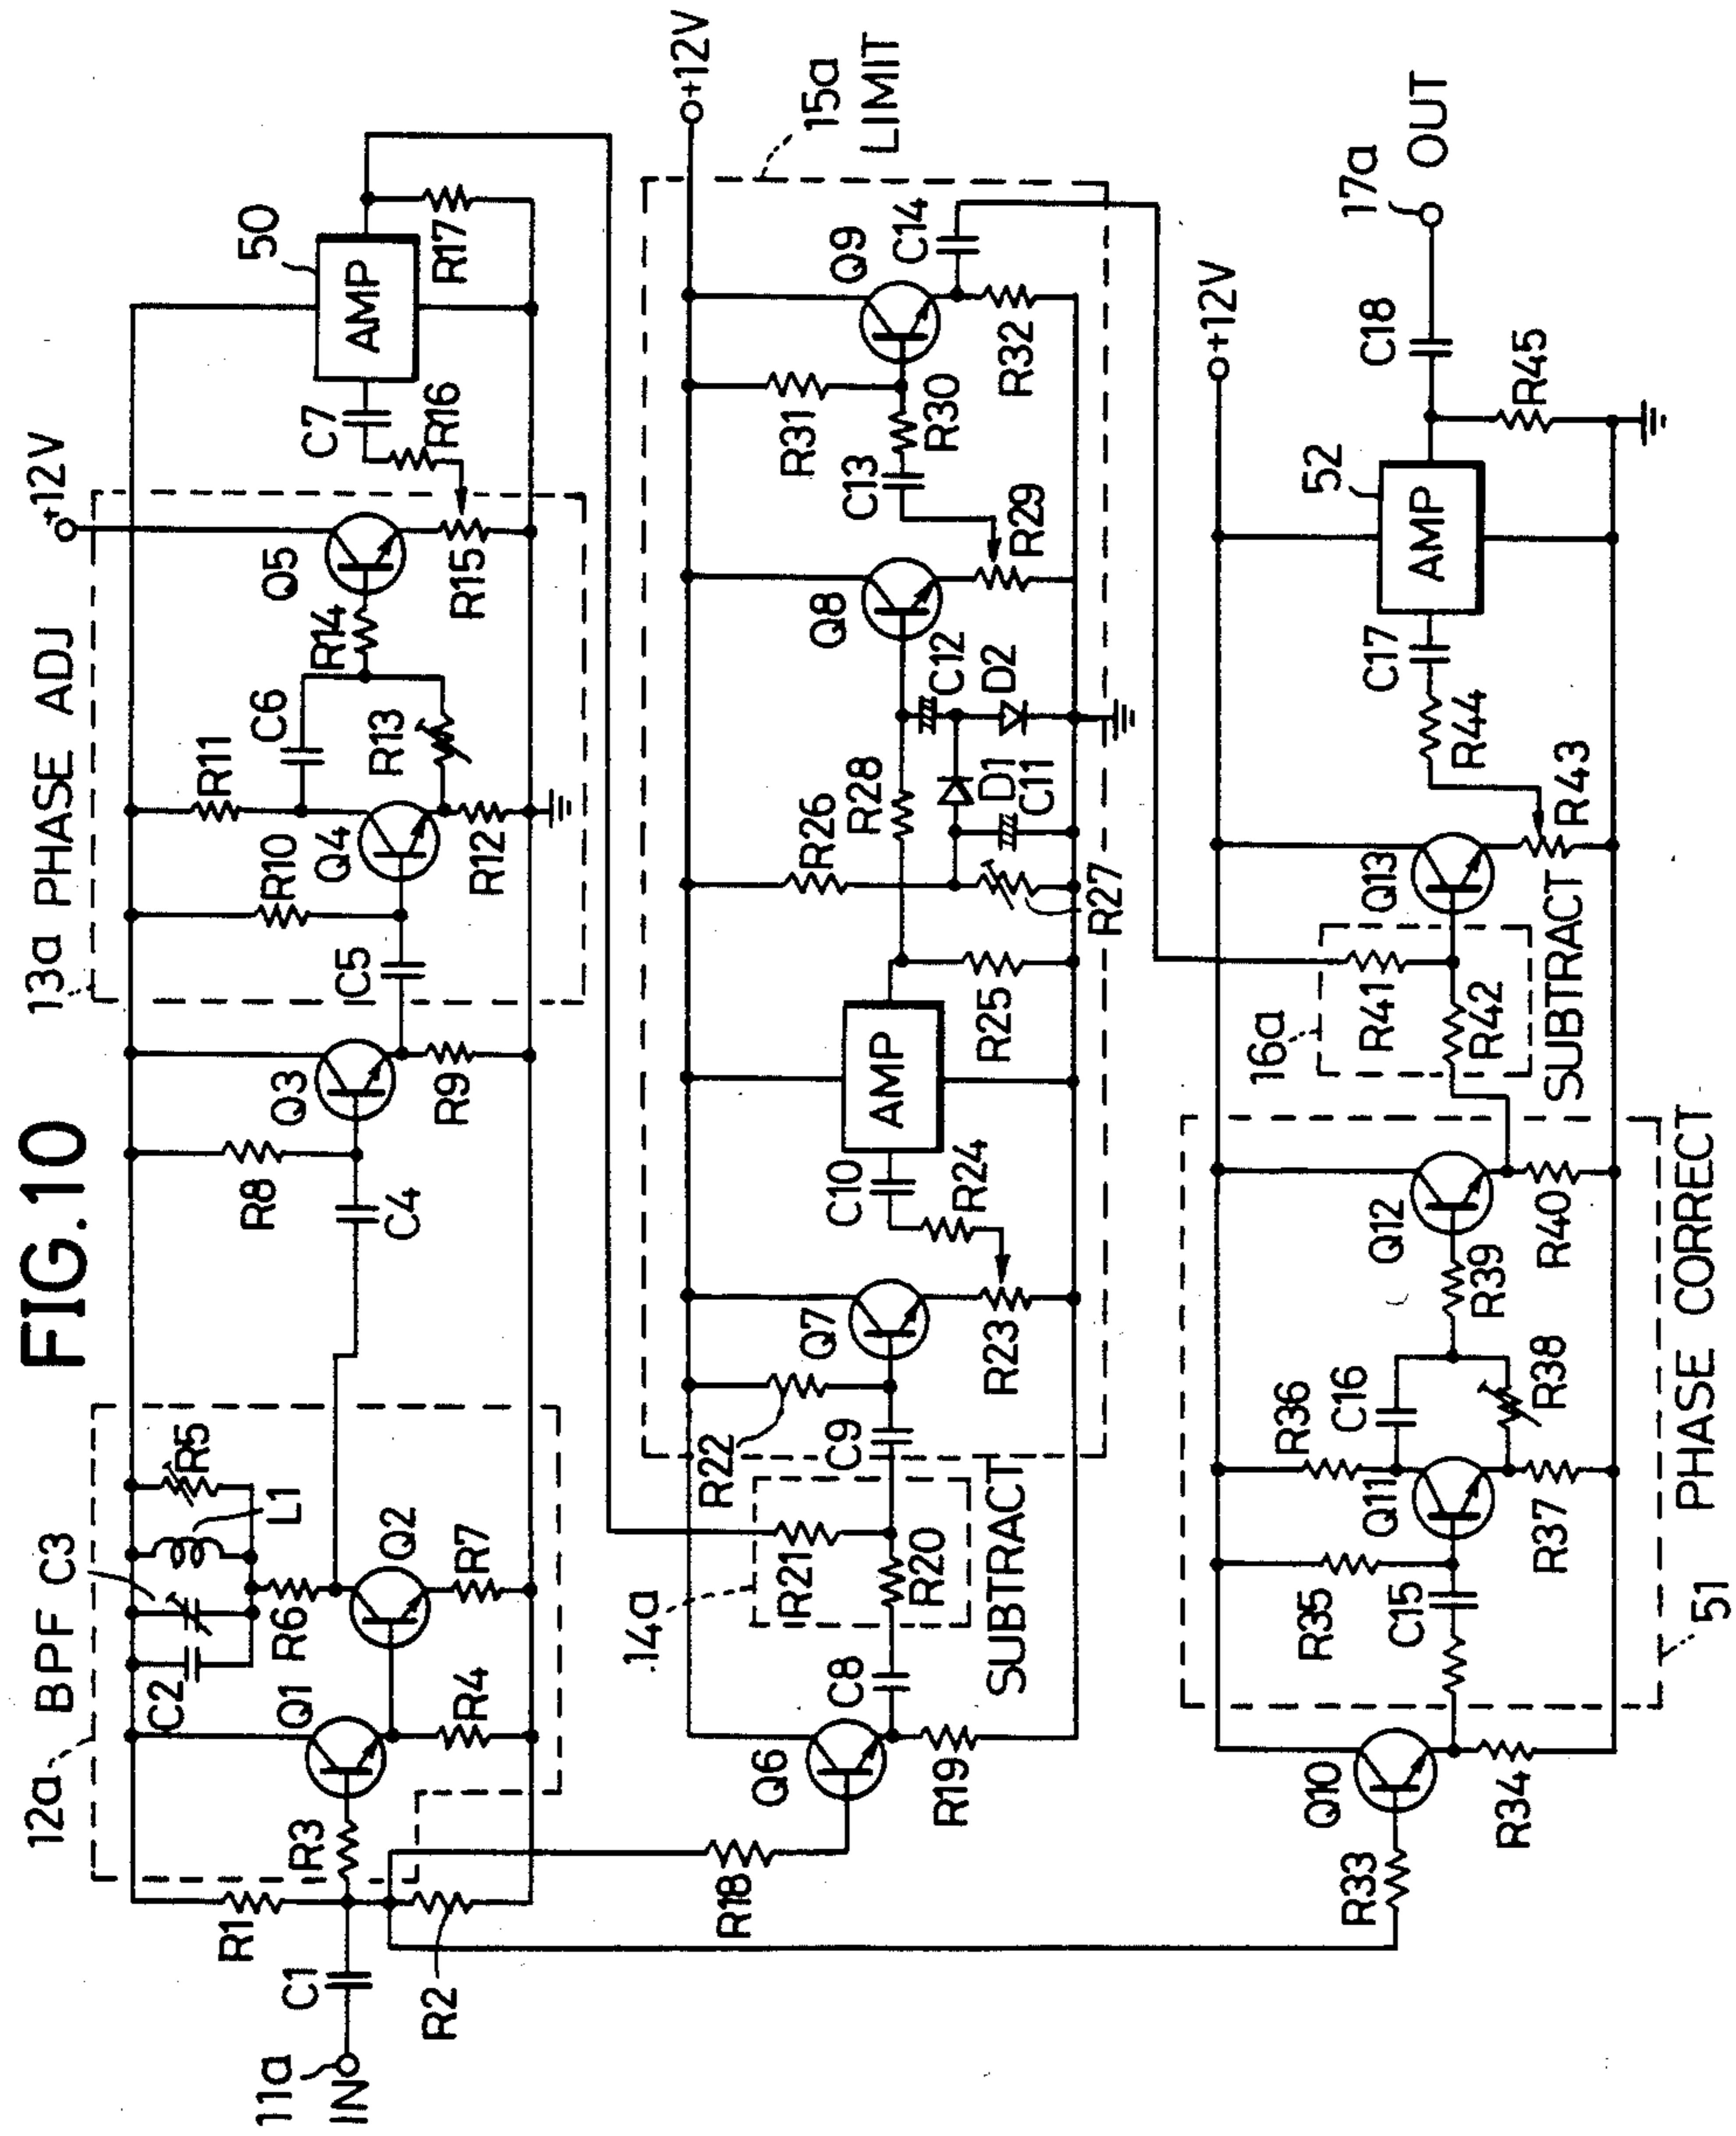 FIG.10
12a
BPF
C3
C2
L1
R5
R6
Q1
Q2
R3
R4
R7
R1
C1
R2
11a
IN
R8
C4
Q3
R9
13a PHASE ADJ
+12V
C5
R10
R11
Q4
R12
C6
R13
R14
Q5
R15
R16
C7
50
AMP
R17
R18
Q6
R19
C8
14a
R21
R20
SUBTRACT
R22
C9
Q7
R23
R24
C10
AMP
R25
R26
R27
R28
D1
C11
C12
D2
Q8
R29
C13
R30
R31
Q9
R32
C14
+12V
15a
LIMIT
R33
Q10
R34
R35
C15
R36
Q11
R37
C16
R38
R39
Q12
R40
51
PHASE CORRECT
16a
R41
R42
SUBTRACT
Q13
R43
R44
C17
52
AMP
R45
C18
+12V
17a
OUT